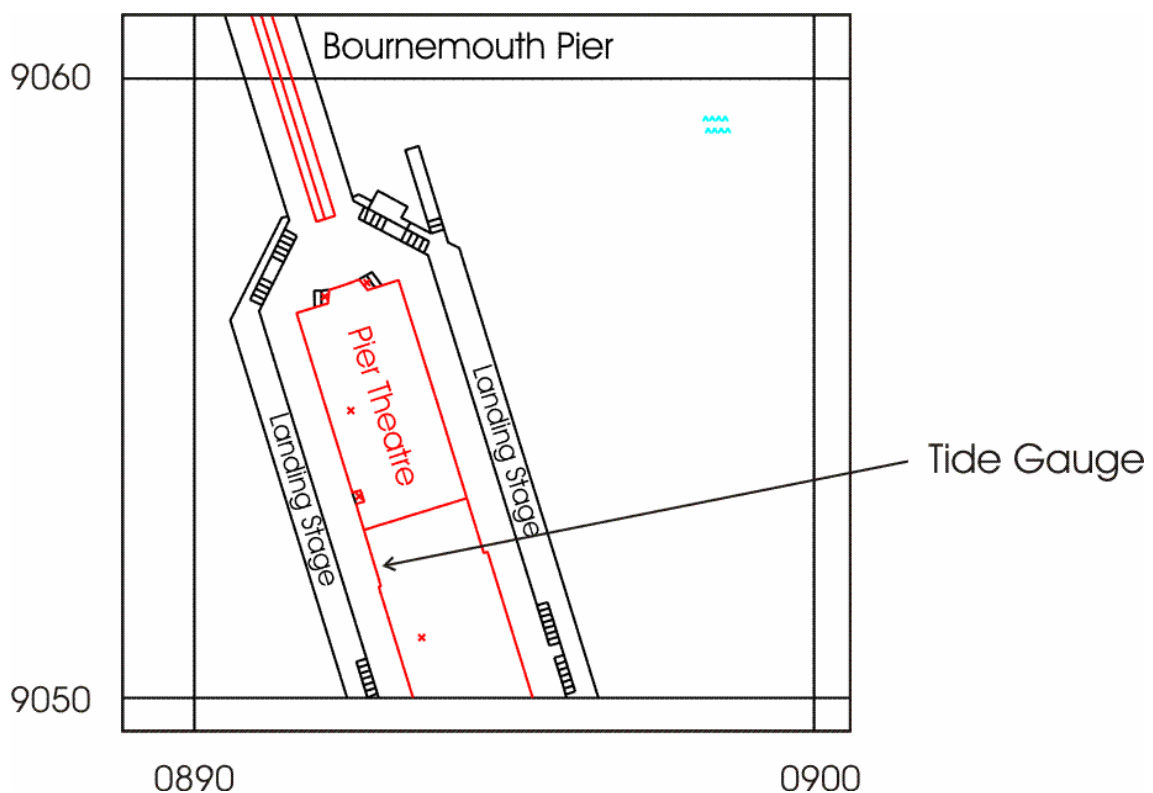 Bournemouth Pier
9060
Pier Theatre
Landing Stage
Landing Stage
Tide Gauge
9050
0890
0900